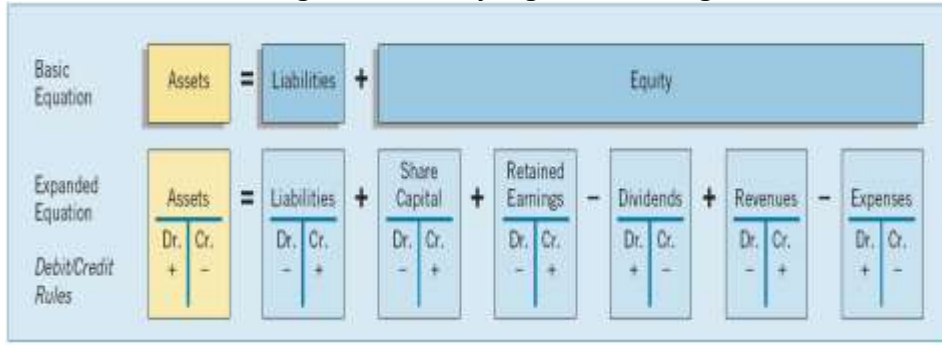 Basic
Equation
Assets = Liabilities + Equity
Expanded
Equation
Assets = Liabilities + Share
Capital + Retained
Earnings − Dividends + Revenues − Expenses
Debit/Credit
Rules
Dr. Cr. Dr. Cr. Dr. Cr. Dr. Cr. Dr. Cr. Dr. Cr. Dr. Cr.
+ − − + − + − + + − − + + −